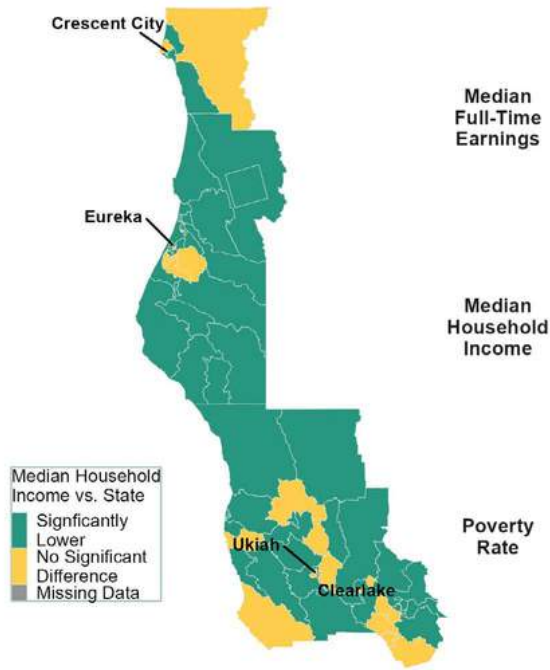 Crescent City
Median
Full-Time
Earnings
Eureka
Median
Household
Income
Median Household
Income vs. State
Signficantly
Lower
No Significant
Difference
Missing Data
Ukiah
Clearlake
Poverty
Rate